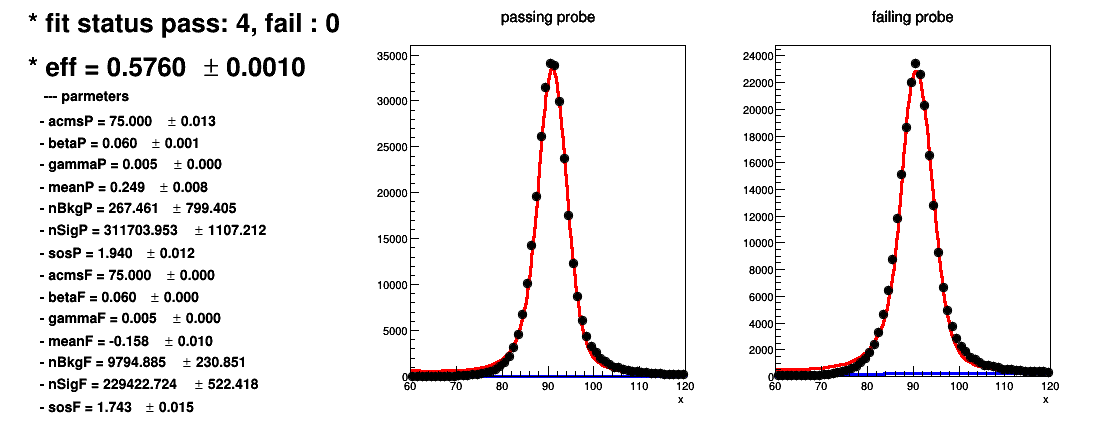 * fit status pass: 4, fail : 0
* eff = 0.5760 ± 0.0010
--- parmeters
- acmsP = 75.000 ± 0.013
- betaP = 0.060 ± 0.001
- gammaP = 0.005 ± 0.000
- meanP = 0.249 ± 0.008
- nBkgP = 267.461 ± 799.405
- nSigP = 311703.953 ± 1107.212
- sosP = 1.940 ± 0.012
- acmsF = 75.000 ± 0.000
- betaF = 0.060 ± 0.000
- gammaF = 0.005 ± 0.000
- meanF = -0.158 ± 0.010
- nBkgF = 9794.885 ± 230.851
- nSigF = 229422.724 ± 522.418
- sosF = 1.743 ± 0.015
passing probe
35000
30000
25000
20000
15000
10000
5000
0
60 70 80 90 100 110 120
x
failing probe
24000
22000
20000
18000
16000
14000
12000
10000
8000
6000
4000
2000
0
60 70 80 90 100 110 120
x